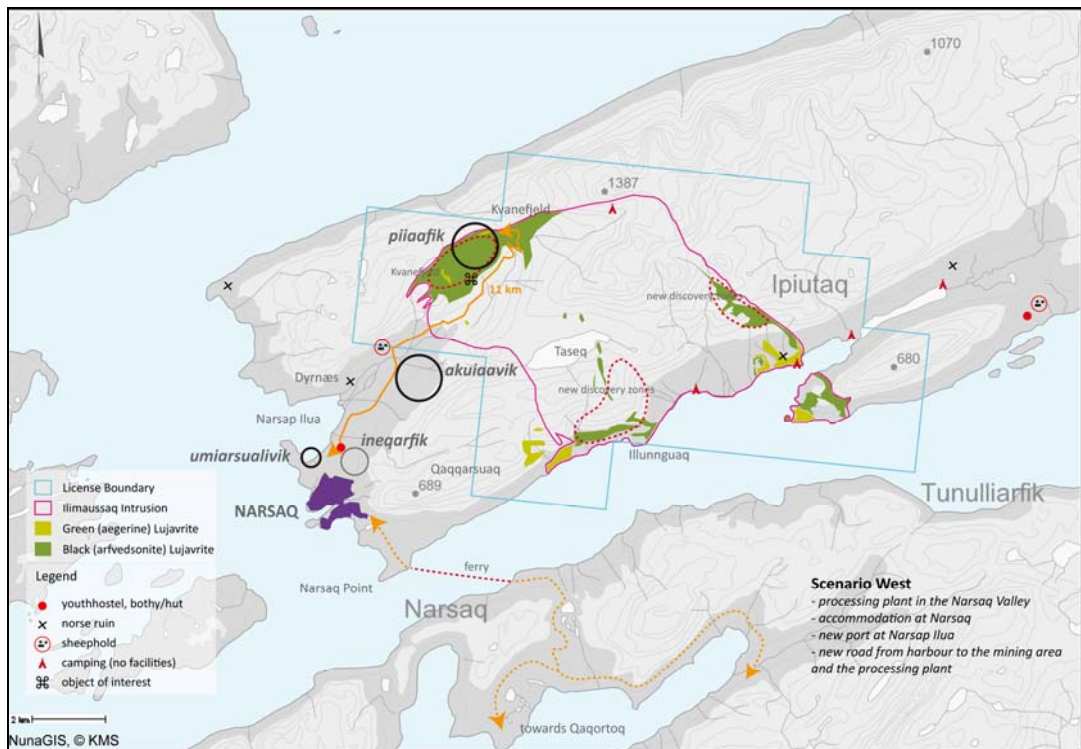 1070
1387
Kvanefjeld
piiaafik
Kvanefjeld
11 km
Ipiutaq
new discovery zones
680
Taseq
akuiaavik
Dyrnæs
new discovery zones
Narsap Ilua
ineqarfik
umiarsualivik
Qaqqarsuaq
Illunnguaq
689
NARSAQ
Tunulliarfik
License Boundary
Ilimaussaq Intrusion
Green (aegerine) Lujavrite
Black (arfvedsonite) Lujavrite
Legend
youthhostel, bothy/hut
norse ruin
sheephold
camping (no facilities)
object of interest
2 km
NunaGIS, © KMS
ferry
Narsaq Point
Narsaq
towards Qaqortoq
Scenario West
- processing plant in the Narsaq Valley
- accommodation at Narsaq
- new port at Narsap Ilua
- new road from harbour to the mining area
and the processing plant